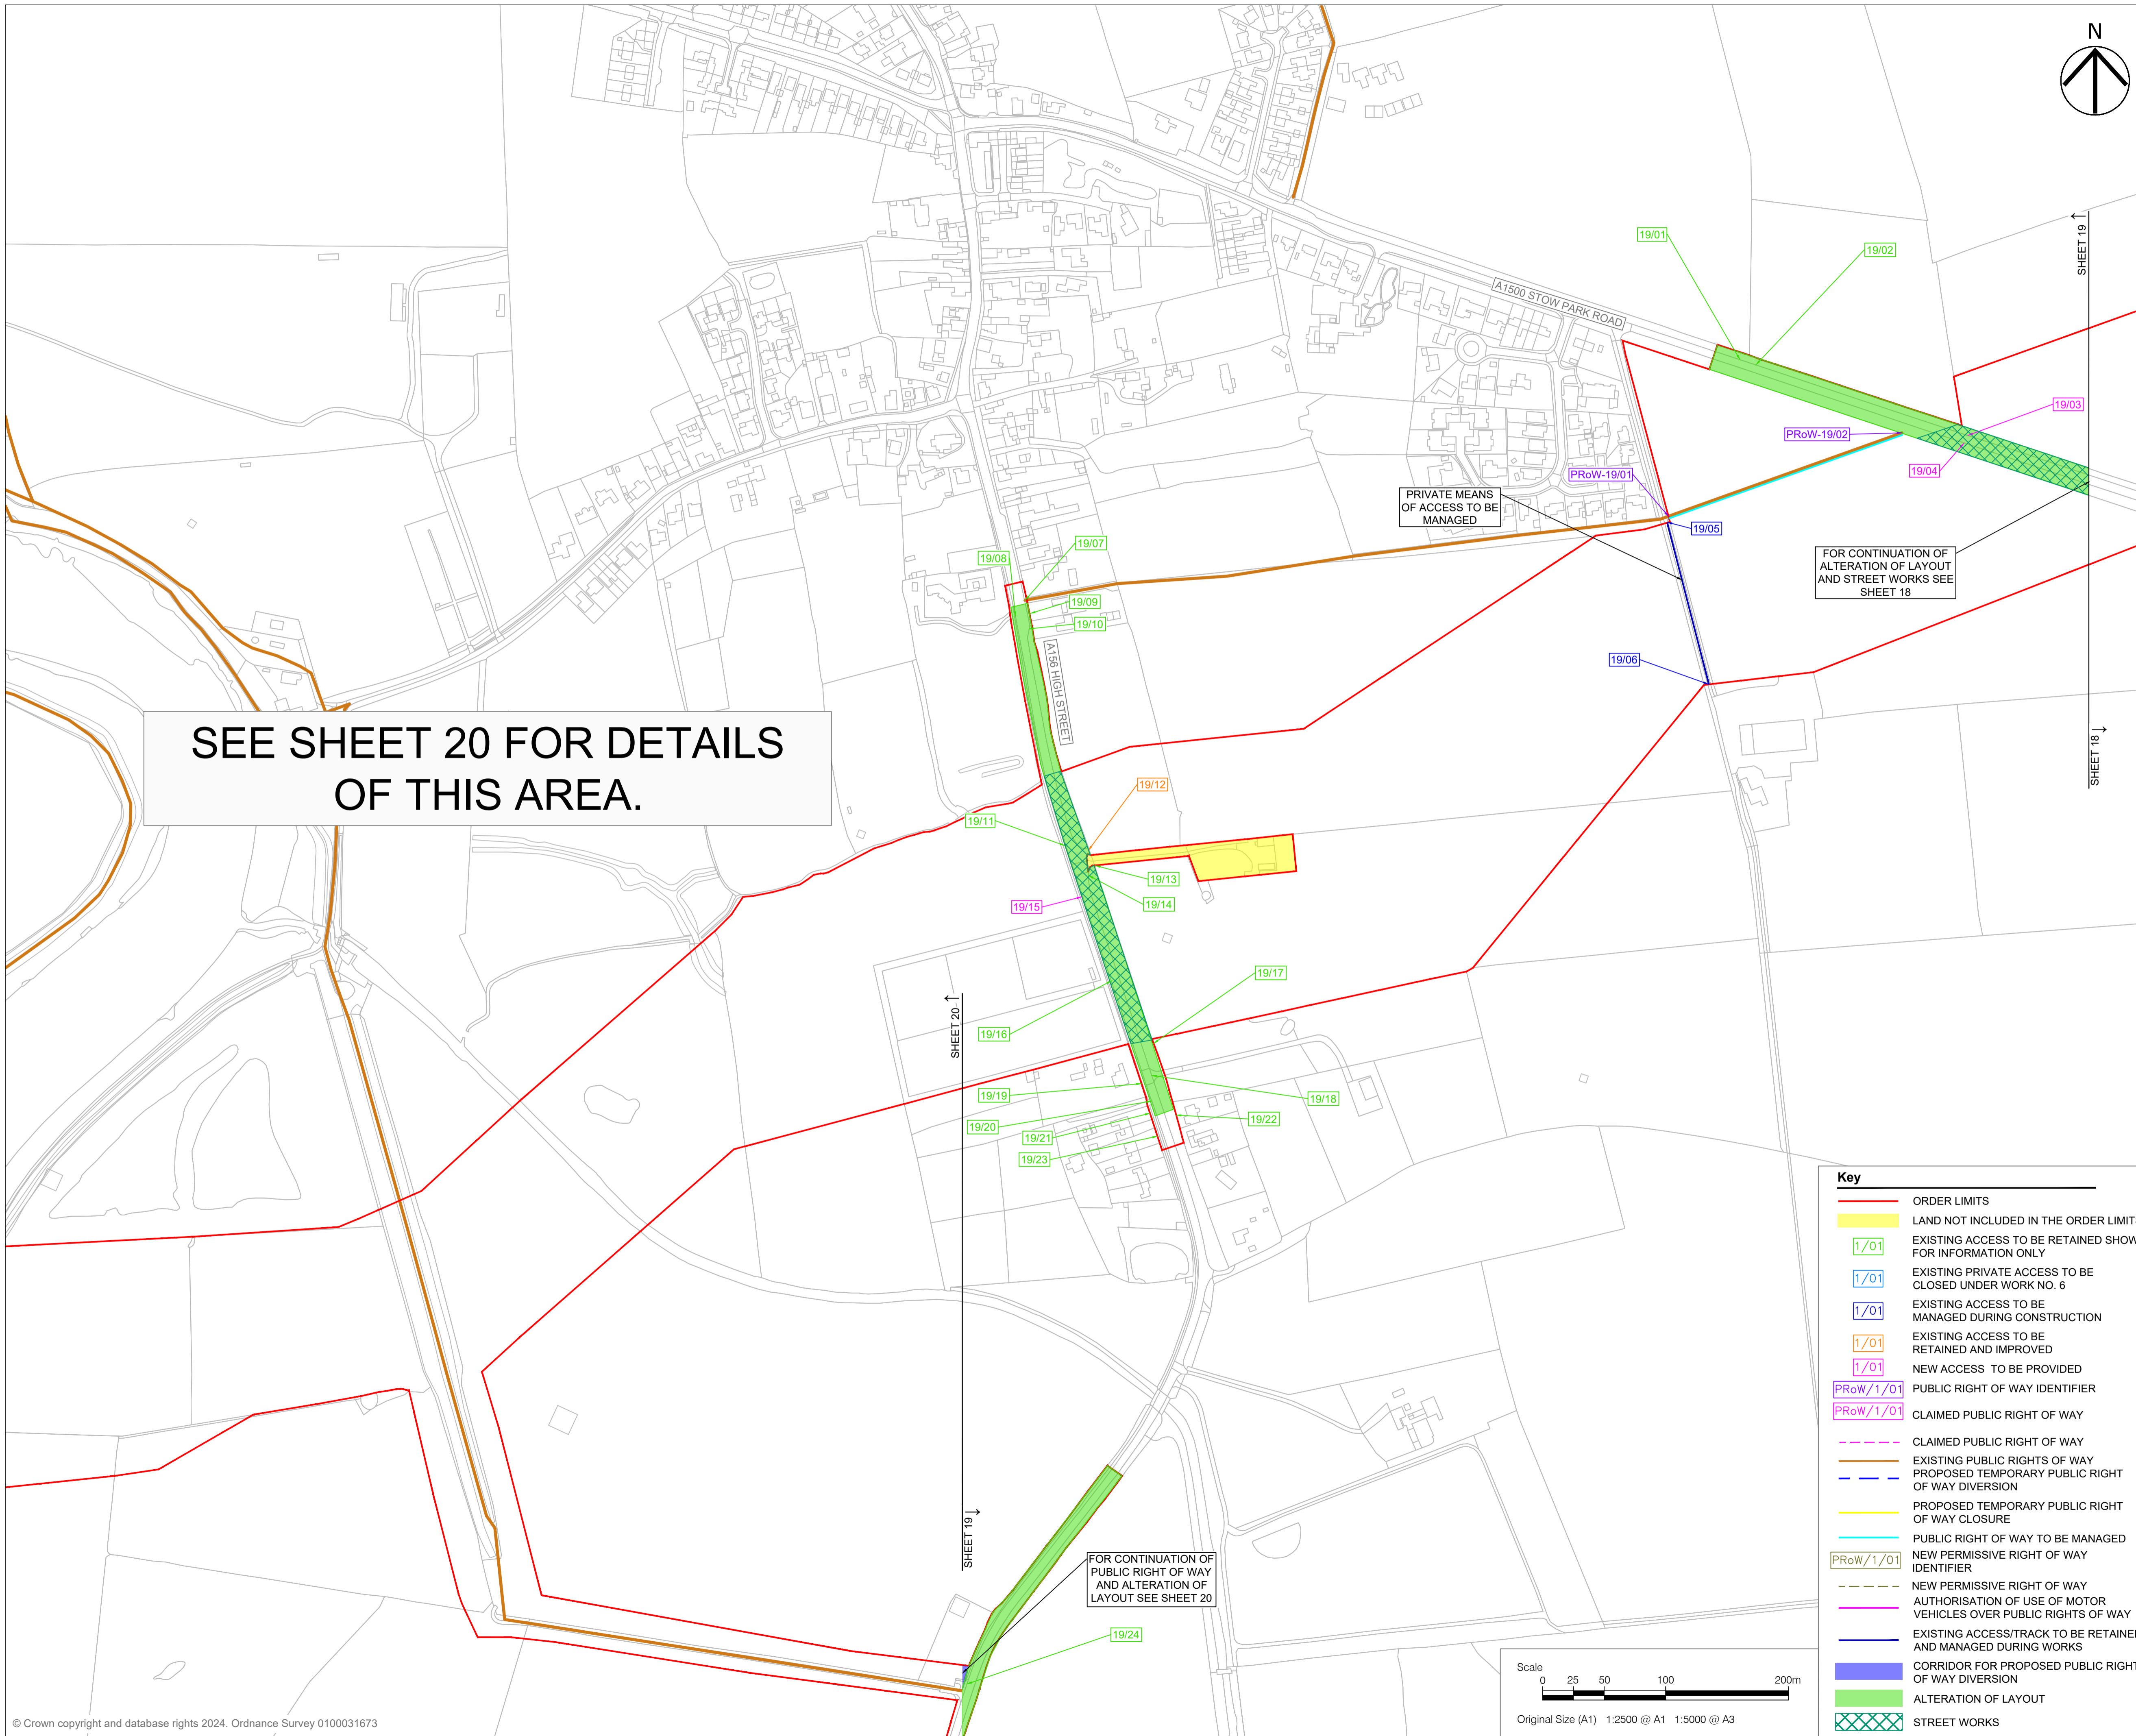 N
19/01
19/02
SHEET 19
A1500 STOW PARK ROAD
19/03
PRoW-19/02
19/04
PRoW-19/01
PRIVATE MEANS
OF ACCESS TO BE
MANAGED
19/05
FOR CONTINUATION OF
ALTERATION OF LAYOUT
AND STREET WORKS SEE
SHEET 18
19/07
19/08
19/09
19/10
A156 HIGH STREET
19/06
SHEET 18
SEE SHEET 20 FOR DETAILS
OF THIS AREA.
19/12
19/11
19/13
19/14
19/15
19/17
19/16
SHEET 20
19/19
19/18
19/20
19/22
19/21
19/23
SHEET 19
FOR CONTINUATION OF
PUBLIC RIGHT OF WAY
AND ALTERATION OF
LAYOUT SEE SHEET 20
19/24
Key
ORDER LIMITS
LAND NOT INCLUDED IN THE ORDER LIMITS
1/01 EXISTING ACCESS TO BE RETAINED SHOW
FOR INFORMATION ONLY
1/01 EXISTING PRIVATE ACCESS TO BE
CLOSED UNDER WORK NO. 6
1/01 EXISTING ACCESS TO BE
MANAGED DURING CONSTRUCTION
1/01 EXISTING ACCESS TO BE
RETAINED AND IMPROVED
1/01 NEW ACCESS TO BE PROVIDED
PRoW/1/01 PUBLIC RIGHT OF WAY IDENTIFIER
PRoW/1/01 CLAIMED PUBLIC RIGHT OF WAY
CLAIMED PUBLIC RIGHT OF WAY
EXISTING PUBLIC RIGHTS OF WAY
PROPOSED TEMPORARY PUBLIC RIGHT
OF WAY DIVERSION
PROPOSED TEMPORARY PUBLIC RIGHT
OF WAY CLOSURE
PUBLIC RIGHT OF WAY TO BE MANAGED
PRoW/1/01 NEW PERMISSIVE RIGHT OF WAY
IDENTIFIER
NEW PERMISSIVE RIGHT OF WAY
AUTHORISATION OF USE OF MOTOR
VEHICLES OVER PUBLIC RIGHTS OF WAY
EXISTING ACCESS/TRACK TO BE RETAINED
AND MANAGED DURING WORKS
CORRIDOR FOR PROPOSED PUBLIC RIGHT
OF WAY DIVERSION
ALTERATION OF LAYOUT
STREET WORKS
Scale
0 25 50 100 200m
Original Size (A1) 1:2500 @ A1 1:5000 @ A3
© Crown copyright and database rights 2024. Ordnance Survey 0100031673